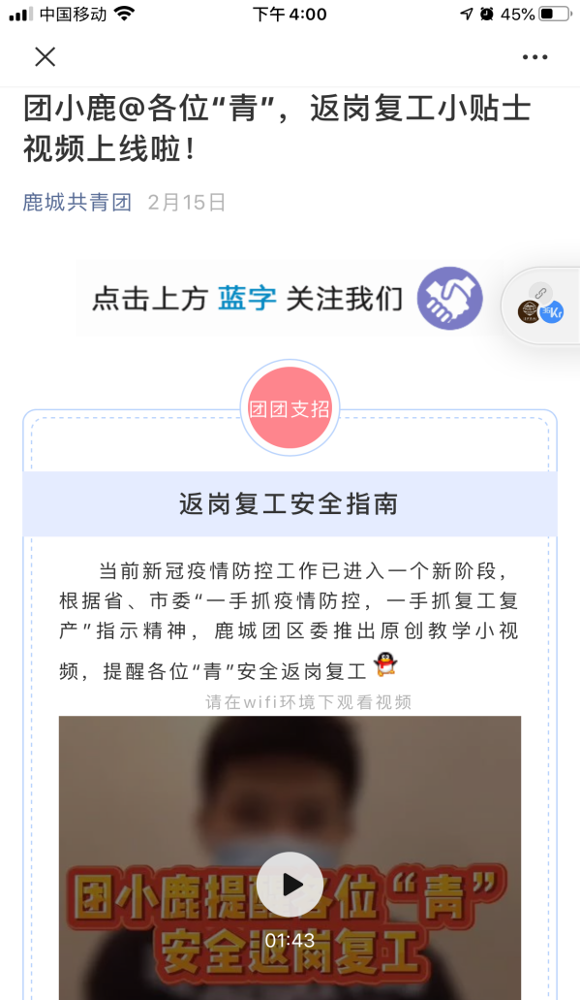 中国移动
下午4:00
45%
团小鹿@各位“青”，返岗复工小贴士
视频上线啦！
鹿城共青团 2月15日
点击上方 蓝字 关注我们
团团支招
返岗复工安全指南
当前新冠疫情防控工作已进入一个新阶段，
根据省、市委“一手抓疫情防控，一手抓复工复
产”指示精神，鹿城团区委推出原创教学小视
频，提醒各位“青”安全返岗复工
请在wifi环境下观看视频
团小鹿提醒各位“青”
01:43
安全返岗复工